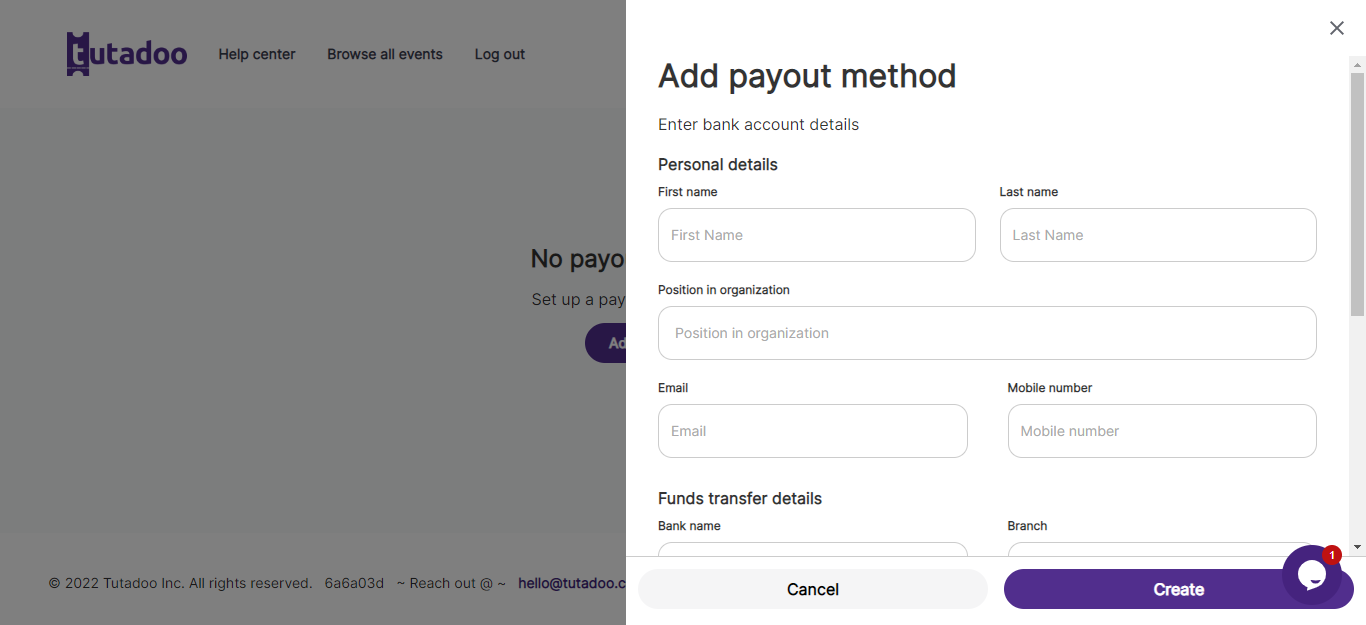 tutadoo
Help center
Browse all events
Log out
No payo
Set up a pay
Ad
© 2022 Tutadoo Inc. All rights reserved. 6a6a03d ~ Reach out @ ~ hello@tutadoo.c
Add payout method
Enter bank account details
Personal details
First name
Last name
First Name
Last Name
Position in organization
Position in organization
Email
Mobile number
Email
Mobile number
Funds transfer details
Bank name
Branch
Cancel
Create
1